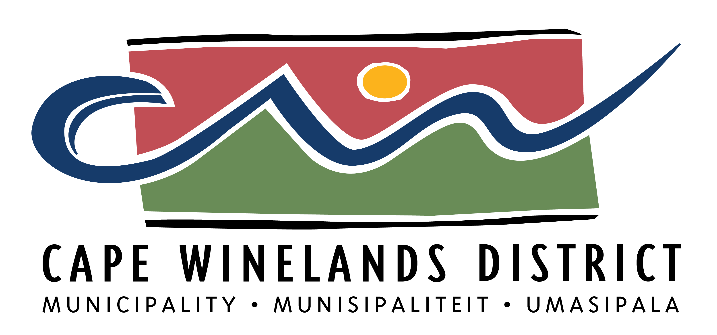 CAPE WINELANDS DISTRICT
MUNICIPALITY • MUNISIPALITEIT • UMASIPALA